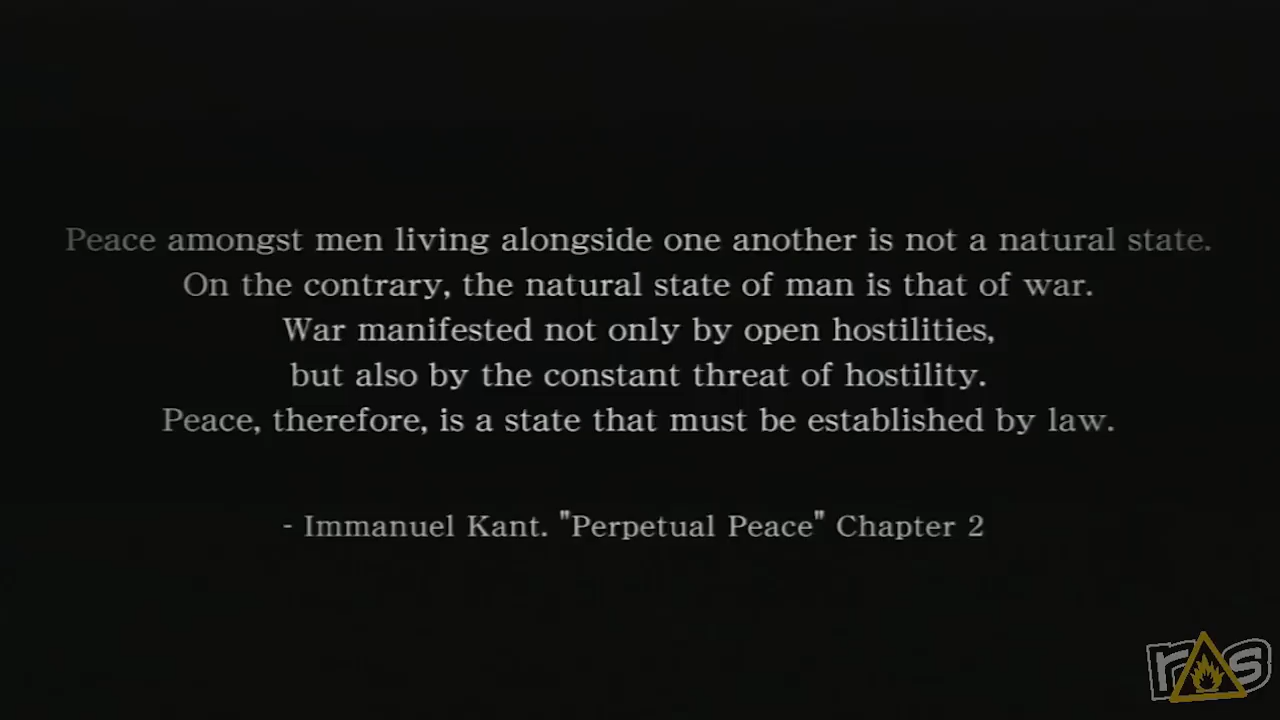 Peace amongst men living alongside one another is not a natural state.
On the contrary, the natural state of man is that of war.
War manifested not only by open hostilities,
but also by the constant threat of hostility.
Peace, therefore, is a state that must be established by law.
- Immanuel Kant. "Perpetual Peace" Chapter 2
ras